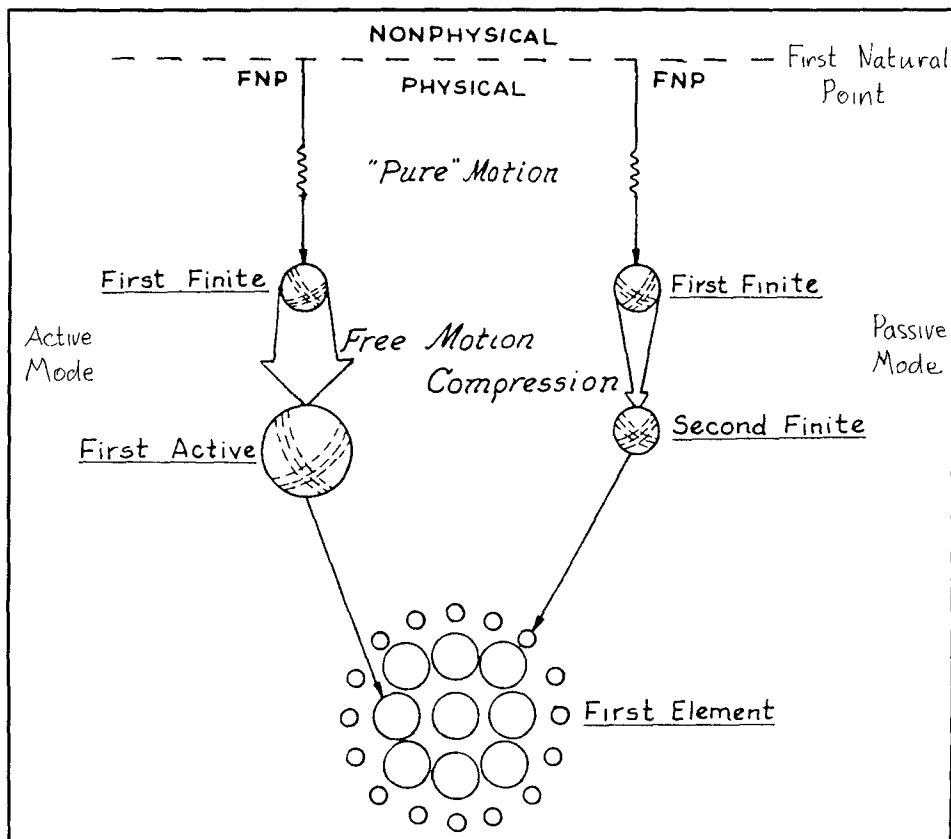 NONPHYSICAL
First Natural
Point
FNP
PHYSICAL
FNP
"Pure" Motion
First Finite
First Finite
Active
Mode
Free Motion
Compression
Passive
Mode
First Active
Second Finite
First Element